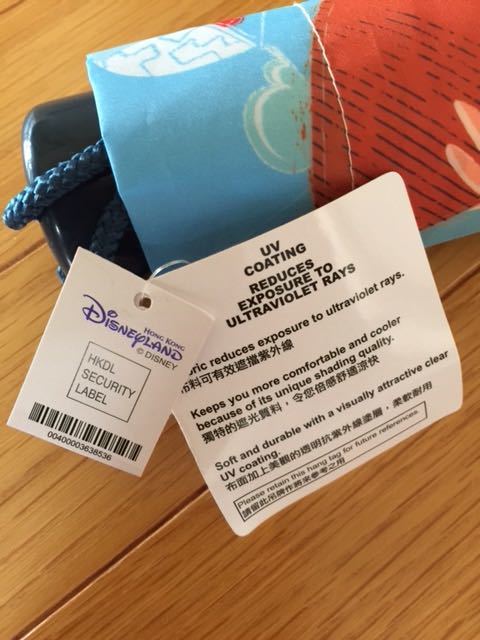 HONG KONG
DISNEYLAND
© DISNEY
HKDL
SECURITY
LABEL
00400003638536
UV
COATING
REDUCES
EXPOSURE TO
ULTRAVIOLET RAYS
reduces exposure to ultraviolet rays.
布料可有效遮擋紫外線
Keeps you more comfortable and cooler
because of its unique shading quality.
獨特的遮光質料，令您倍感舒適涼快
Soft and durable with a visually attractive clear
UV coating.
布面加上美觀的透明抗紫外線塗層，柔軟耐用
Please retain this hang tag for future references.
請留此吊牌作將來參考之用